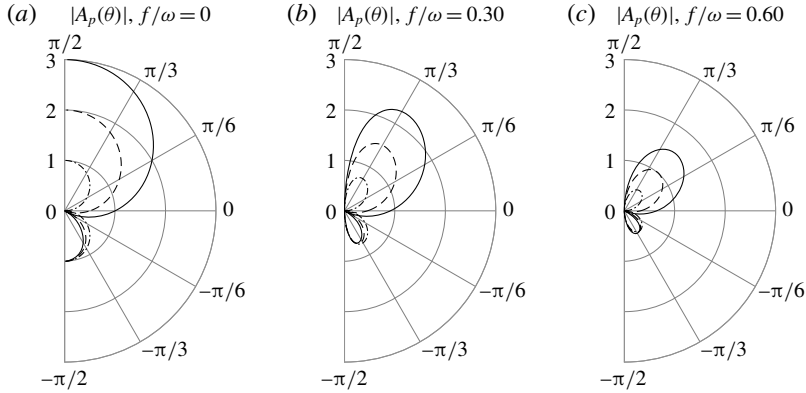 (a) |A_p(θ)|, f/ω = 0
π/2
3
2
1
0
π/3
π/6
0
−π/6
−π/3
−π/2
(b) |A_p(θ)|, f/ω = 0.30
π/2
3
2
1
0
π/3
π/6
0
−π/6
−π/3
−π/2
(c) |A_p(θ)|, f/ω = 0.60
π/2
3
2
1
0
π/3
π/6
0
−π/6
−π/3
−π/2